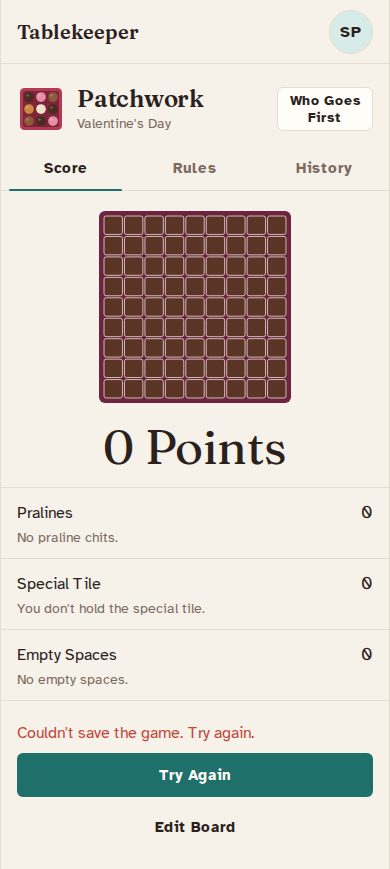 Tablekeeper
SP
Patchwork
Valentine's Day
Who Goes
First
Score
Rules
History
0 Points
Pralines
0
No praline chits.
Special Tile
0
You don't hold the special tile.
Empty Spaces
0
No empty spaces.
Couldn't save the game. Try again.
Try Again
Edit Board